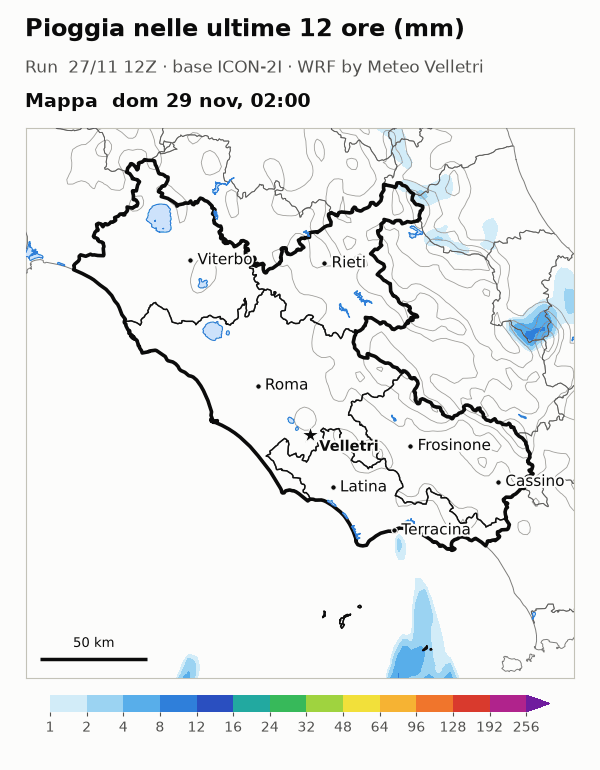 Pioggia nelle ultime 12 ore (mm)
Run  27/11 12Z · base ICON-2I · WRF by Meteo Velletri
Mappa  dom 29 nov, 02:00
Viterbo
Rieti
Roma
Velletri
Frosinone
Latina
Cassino
Terracina
50 km
1 2 4 8 12 16 24 32 48 64 96 128 192 256